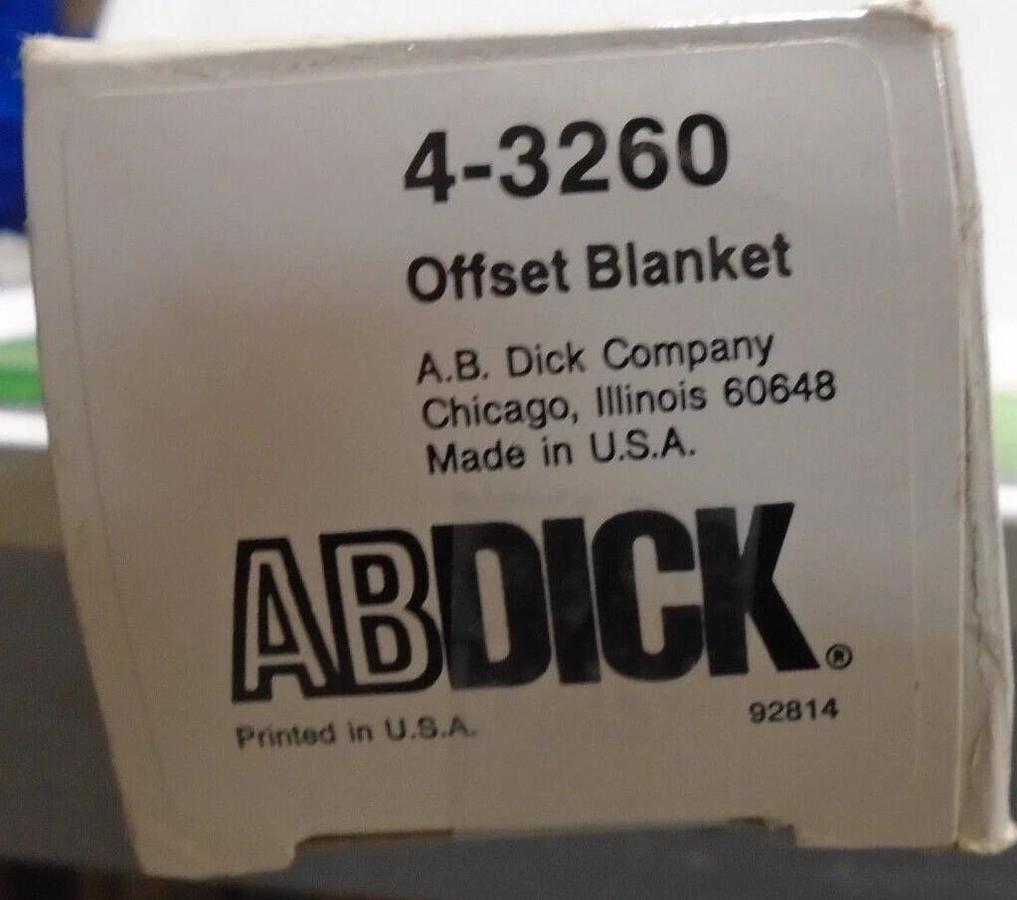 4-3260
Offset Blanket
A.B. Dick Company
Chicago, Illinois 60648
Made in U.S.A.
ABDICK®
Printed in U.S.A.
92814